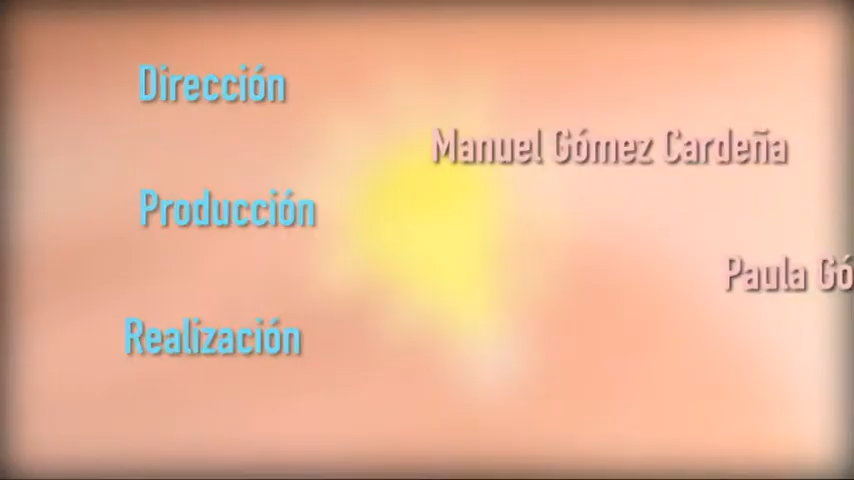 Dirección
Manuel Gómez Cardeña
Producción
Paula
Realización